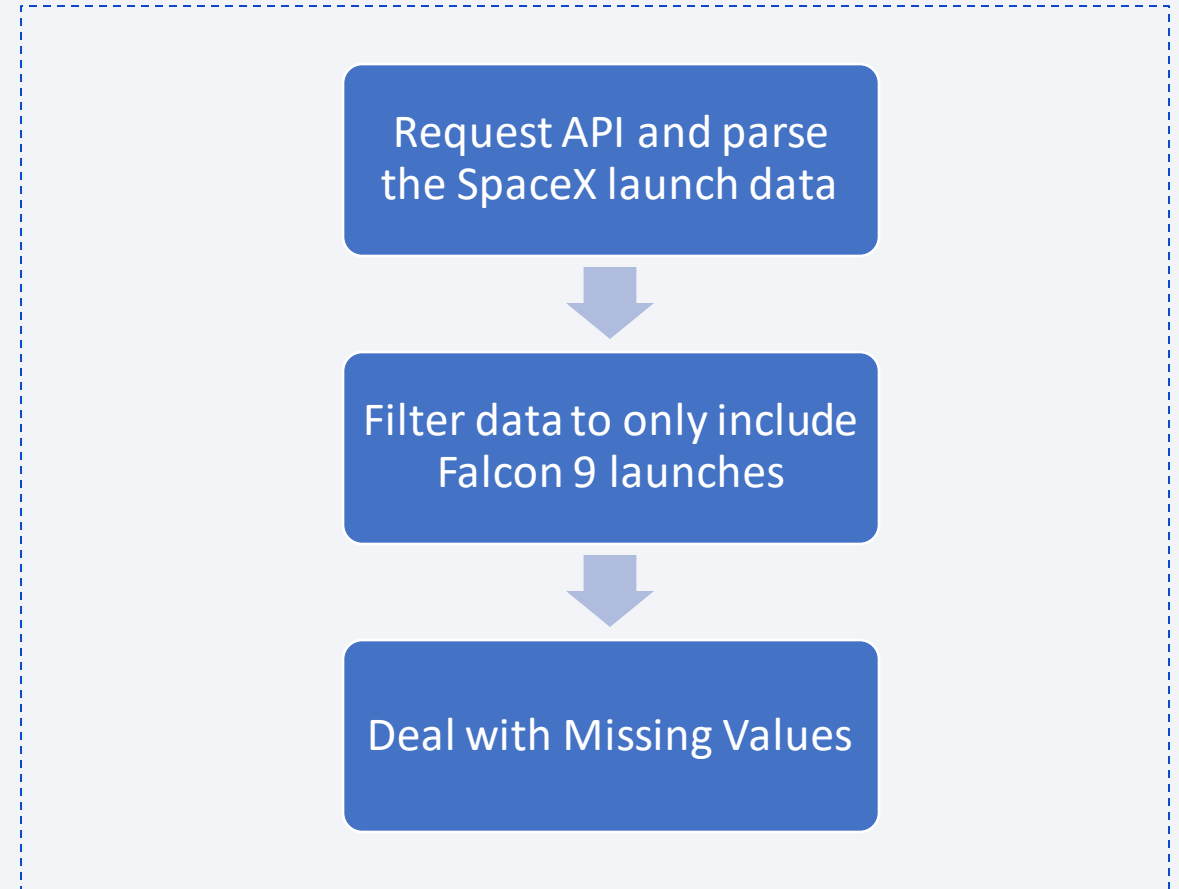 Request API and parse
the SpaceX launch data
Filter data to only include
Falcon 9 launches
Deal with Missing Values